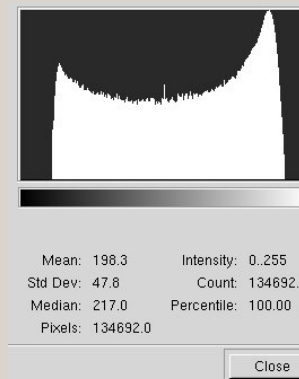 Mean: 198.3 Intensity: 0..255
Std Dev: 47.8 Count: 134692.
Median: 217.0 Percentile: 100.00
Pixels: 134692.0
Close